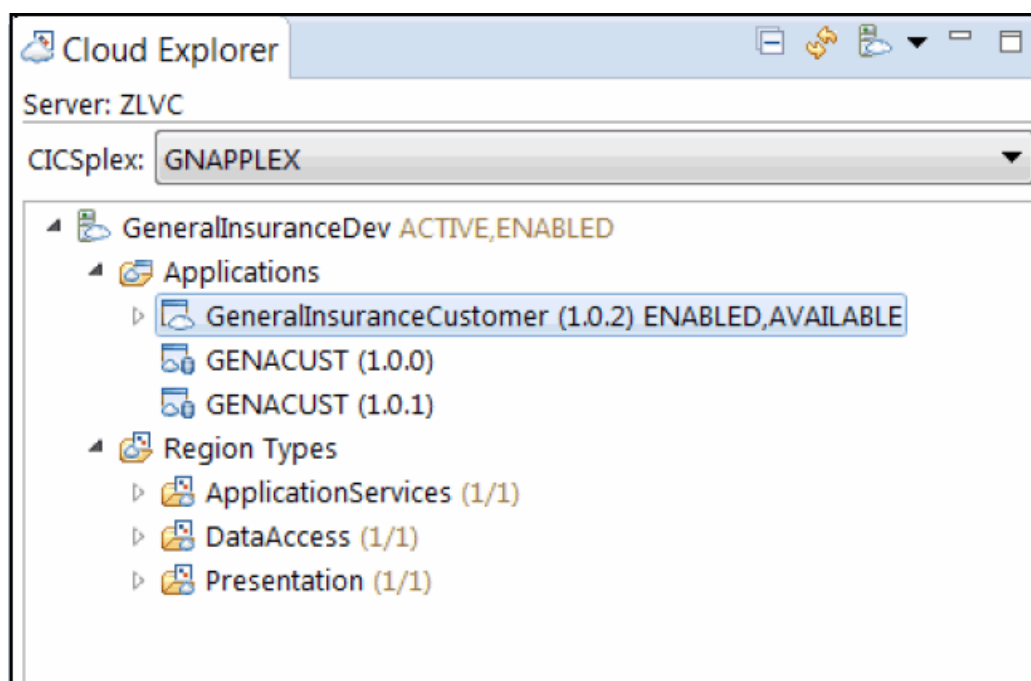 Cloud Explorer
Server: ZLVC
CICSplex: GNAPPLEX
GeneralInsuranceDev ACTIVE,ENABLED
Applications
GeneralInsuranceCustomer (1.0.2) ENABLED,AVAILABLE
GENACUST (1.0.0)
GENACUST (1.0.1)
Region Types
ApplicationServices (1/1)
DataAccess (1/1)
Presentation (1/1)